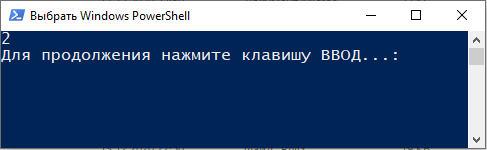 Выбрать Windows PowerShell
2
Для продолжения нажмите клавишу ВВОД...: